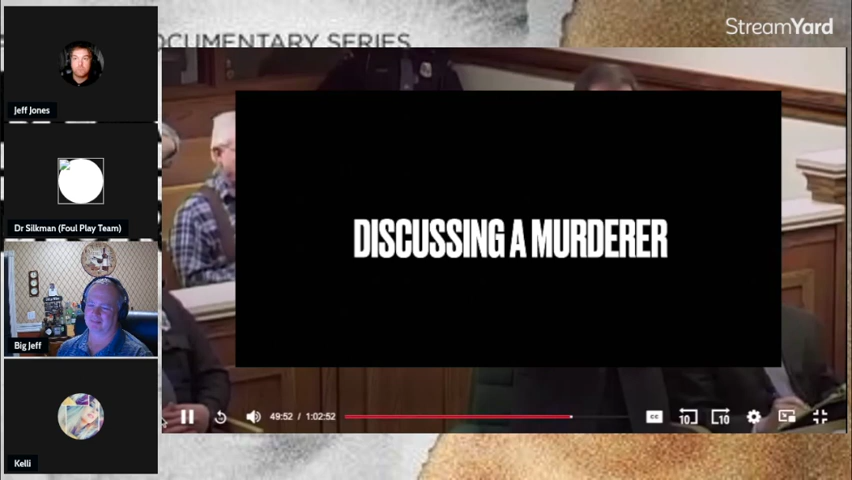 StreamYard
DOCUMENTARY SERIES
Jeff Jones
Dr Silkman (Foul Play Team)
DISCUSSING A MURDERER
Big Jeff
49:52 / 1:02:52
CC
10
10
Kelli